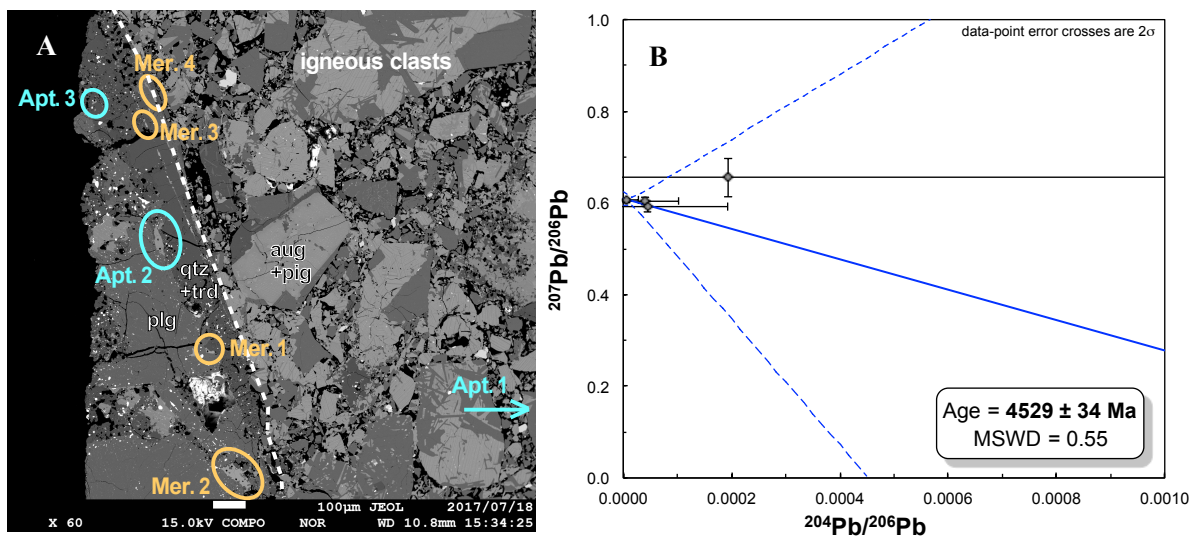 A
igneous clasts
Mer. 4
Apt. 3
Mer. 3
aug
+pig
Apt. 2
qtz
+trd
plg
Mer. 1
Apt. 1
Mer. 2
100μm JEOL 2017/07/18
X 60 15.0kV COMPO NOR WD 10.8mm 15:34:25
B
data-point error crosses are 2σ
1.0
0.8
0.6
0.4
0.2
0.0
207Pb/206Pb
Age = 4529 ± 34 Ma
MSWD = 0.55
0.0000 0.0002 0.0004 0.0006 0.0008 0.0010
204Pb/206Pb